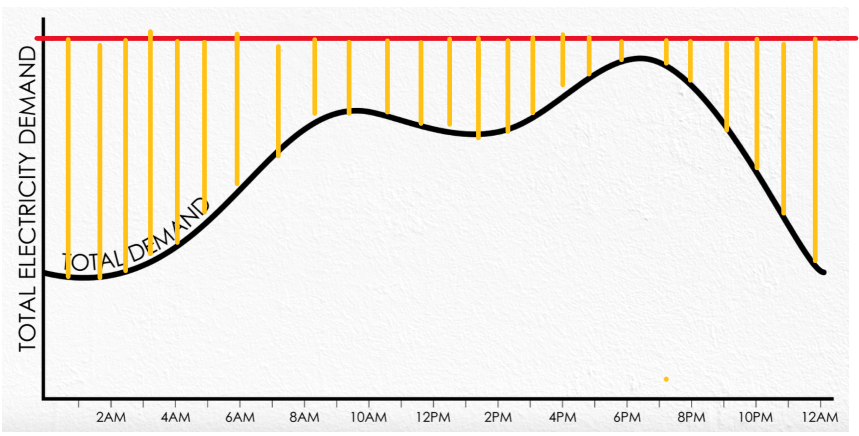 TOTAL ELECTRICITY DEMAND
TOTAL DEMAND
2AM 4AM 6AM 8AM 10AM 12PM 2PM 4PM 6PM 8PM 10PM 12AM